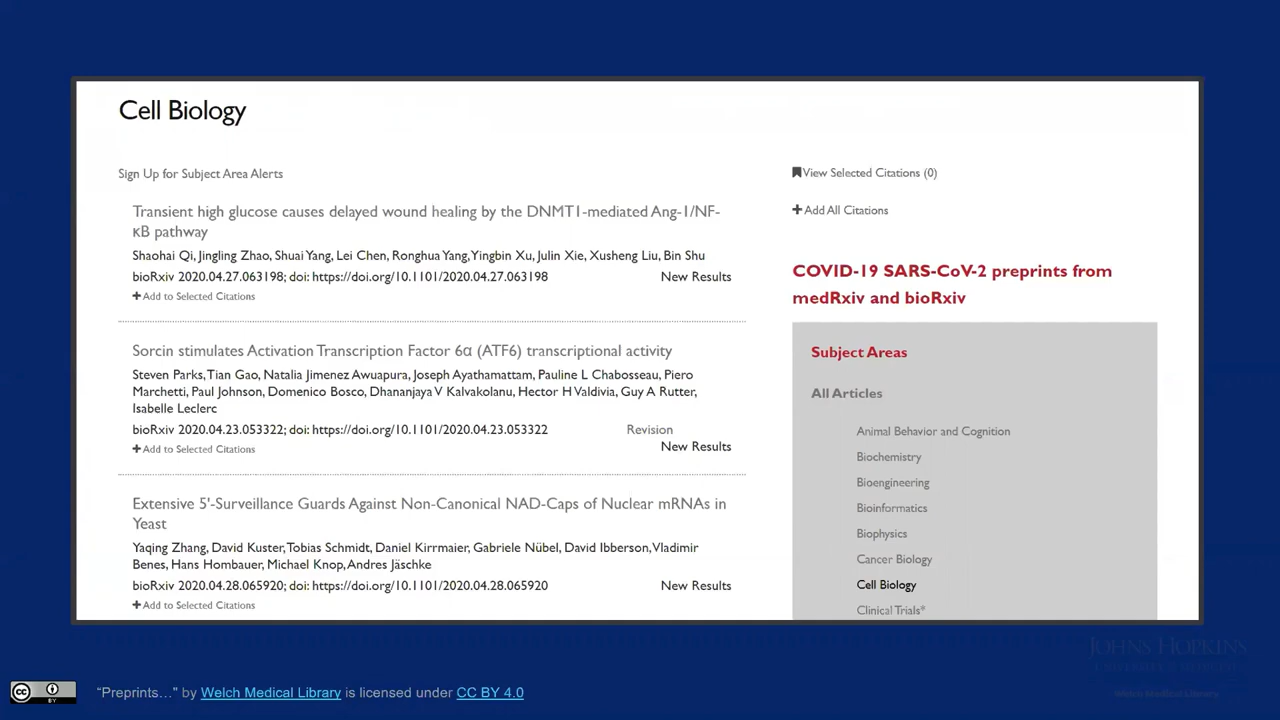 Cell Biology
Sign Up for Subject Area Alerts
Transient high glucose causes delayed wound healing by the DNMT1-mediated Ang-1/NF-
κB pathway
Shaohai Qi, Jingling Zhao, Shuai Yang, Lei Chen, Ronghua Yang, Yingbin Xu, Julin Xie, Xusheng Liu, Bin Shu
bioRxiv 2020.04.27.063198; doi: https://doi.org/10.1101/2020.04.27.063198 New Results
+Add to Selected Citations
Sorcin stimulates Activation Transcription Factor 6α (ATF6) transcriptional activity
Steven Parks, Tian Gao, Natalia Jimenez Awuapura, Joseph Ayathamattam, Pauline L Chabosseau, Piero
Marchetti, Paul Johnson, Domenico Bosco, Dhananjaya V Kalvakolanu, Hector H Valdivia, Guy A Rutter,
Isabelle Leclerc
bioRxiv 2020.04.23.053322; doi: https://doi.org/10.1101/2020.04.23.053322 Revision
New Results
+Add to Selected Citations
Extensive 5'-Surveillance Guards Against Non-Canonical NAD-Caps of Nuclear mRNAs in
Yeast
Yaqing Zhang, David Kuster, Tobias Schmidt, Daniel Kirrmaier, Gabriele Nübel, David Ibberson, Vladimir
Benes, Hans Hombauer, Michael Knop, Andres Jäschke
bioRxiv 2020.04.28.065920; doi: https://doi.org/10.1101/2020.04.28.065920 New Results
+Add to Selected Citations
View Selected Citations (0)
+Add All Citations
COVID-19 SARS-CoV-2 preprints from
medRxiv and bioRxiv
Subject Areas
All Articles
Animal Behavior and Cognition
Biochemistry
Bioengineering
Bioinformatics
Biophysics
Cancer Biology
Cell Biology
Clinical Trials*
JOHNS HOPKINS
Welch Medical Library
cc BY
“Preprints…" by Welch Medical Library is licensed under CC BY 4.0